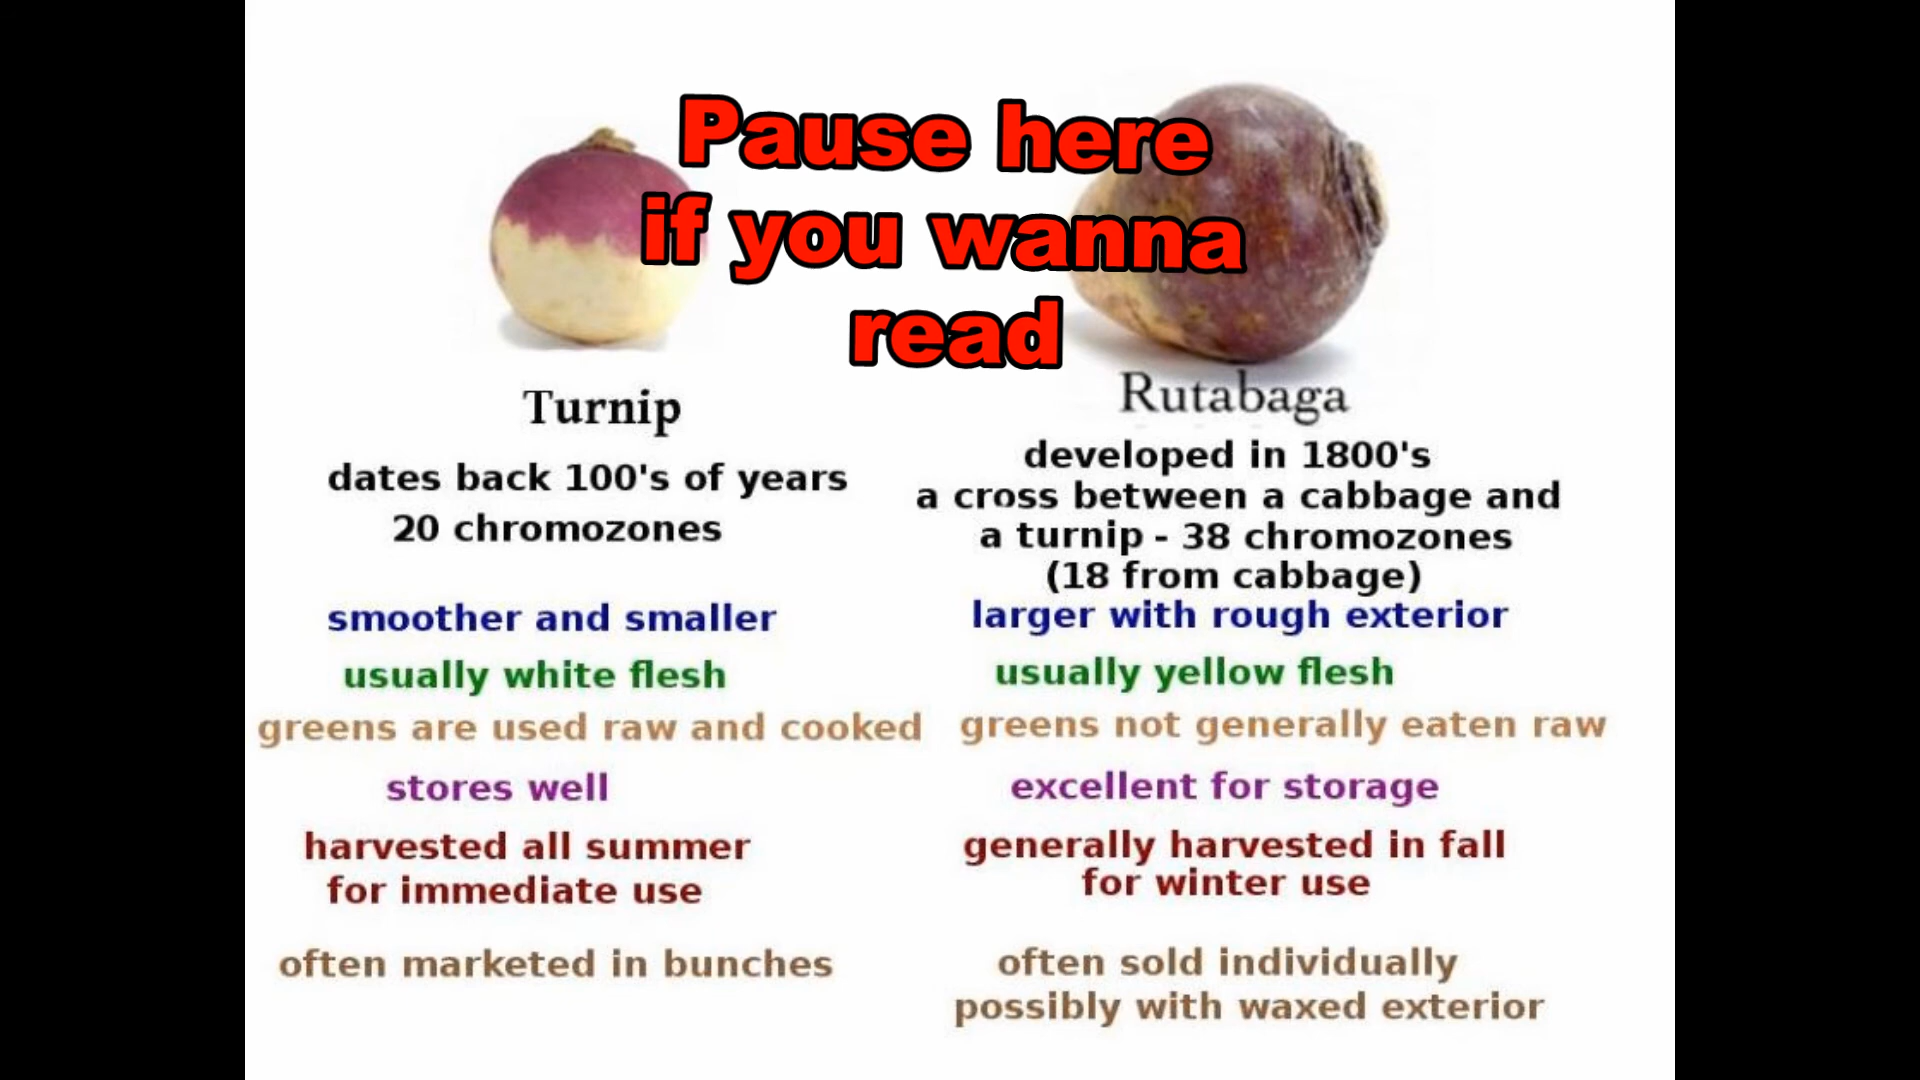 Pause here
if you wanna
read
Turnip
dates back 100's of years
20 chromozones
smoother and smaller
usually white flesh
greens are used raw and cooked
stores well
harvested all summer
for immediate use
often marketed in bunches
Rutabaga
developed in 1800's
a cross between a cabbage and
a turnip - 38 chromozones
(18 from cabbage)
larger with rough exterior
usually yellow flesh
greens not generally eaten raw
excellent for storage
generally harvested in fall
for winter use
often sold individually
possibly with waxed exterior